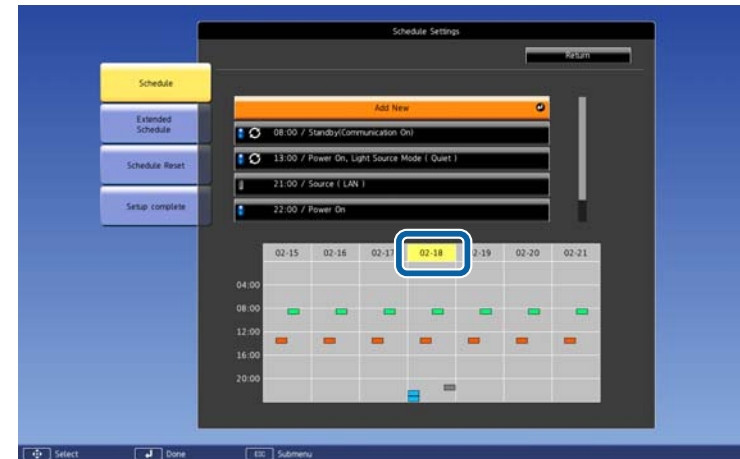 Schedule Settings
Return
Schedule
Extended
Schedule
Schedule Reset
Setup complete
Add New
08:00 / Standby(Communication On)
13:00 / Power On, Light Source Mode ( Quiet )
21:00 / Source ( LAN )
22:00 / Power On
02-15 02-16 02-17 02-18 02-19 02-20 02-21
04:00
08:00
12:00
16:00
20:00
Select Done ESC Submenu